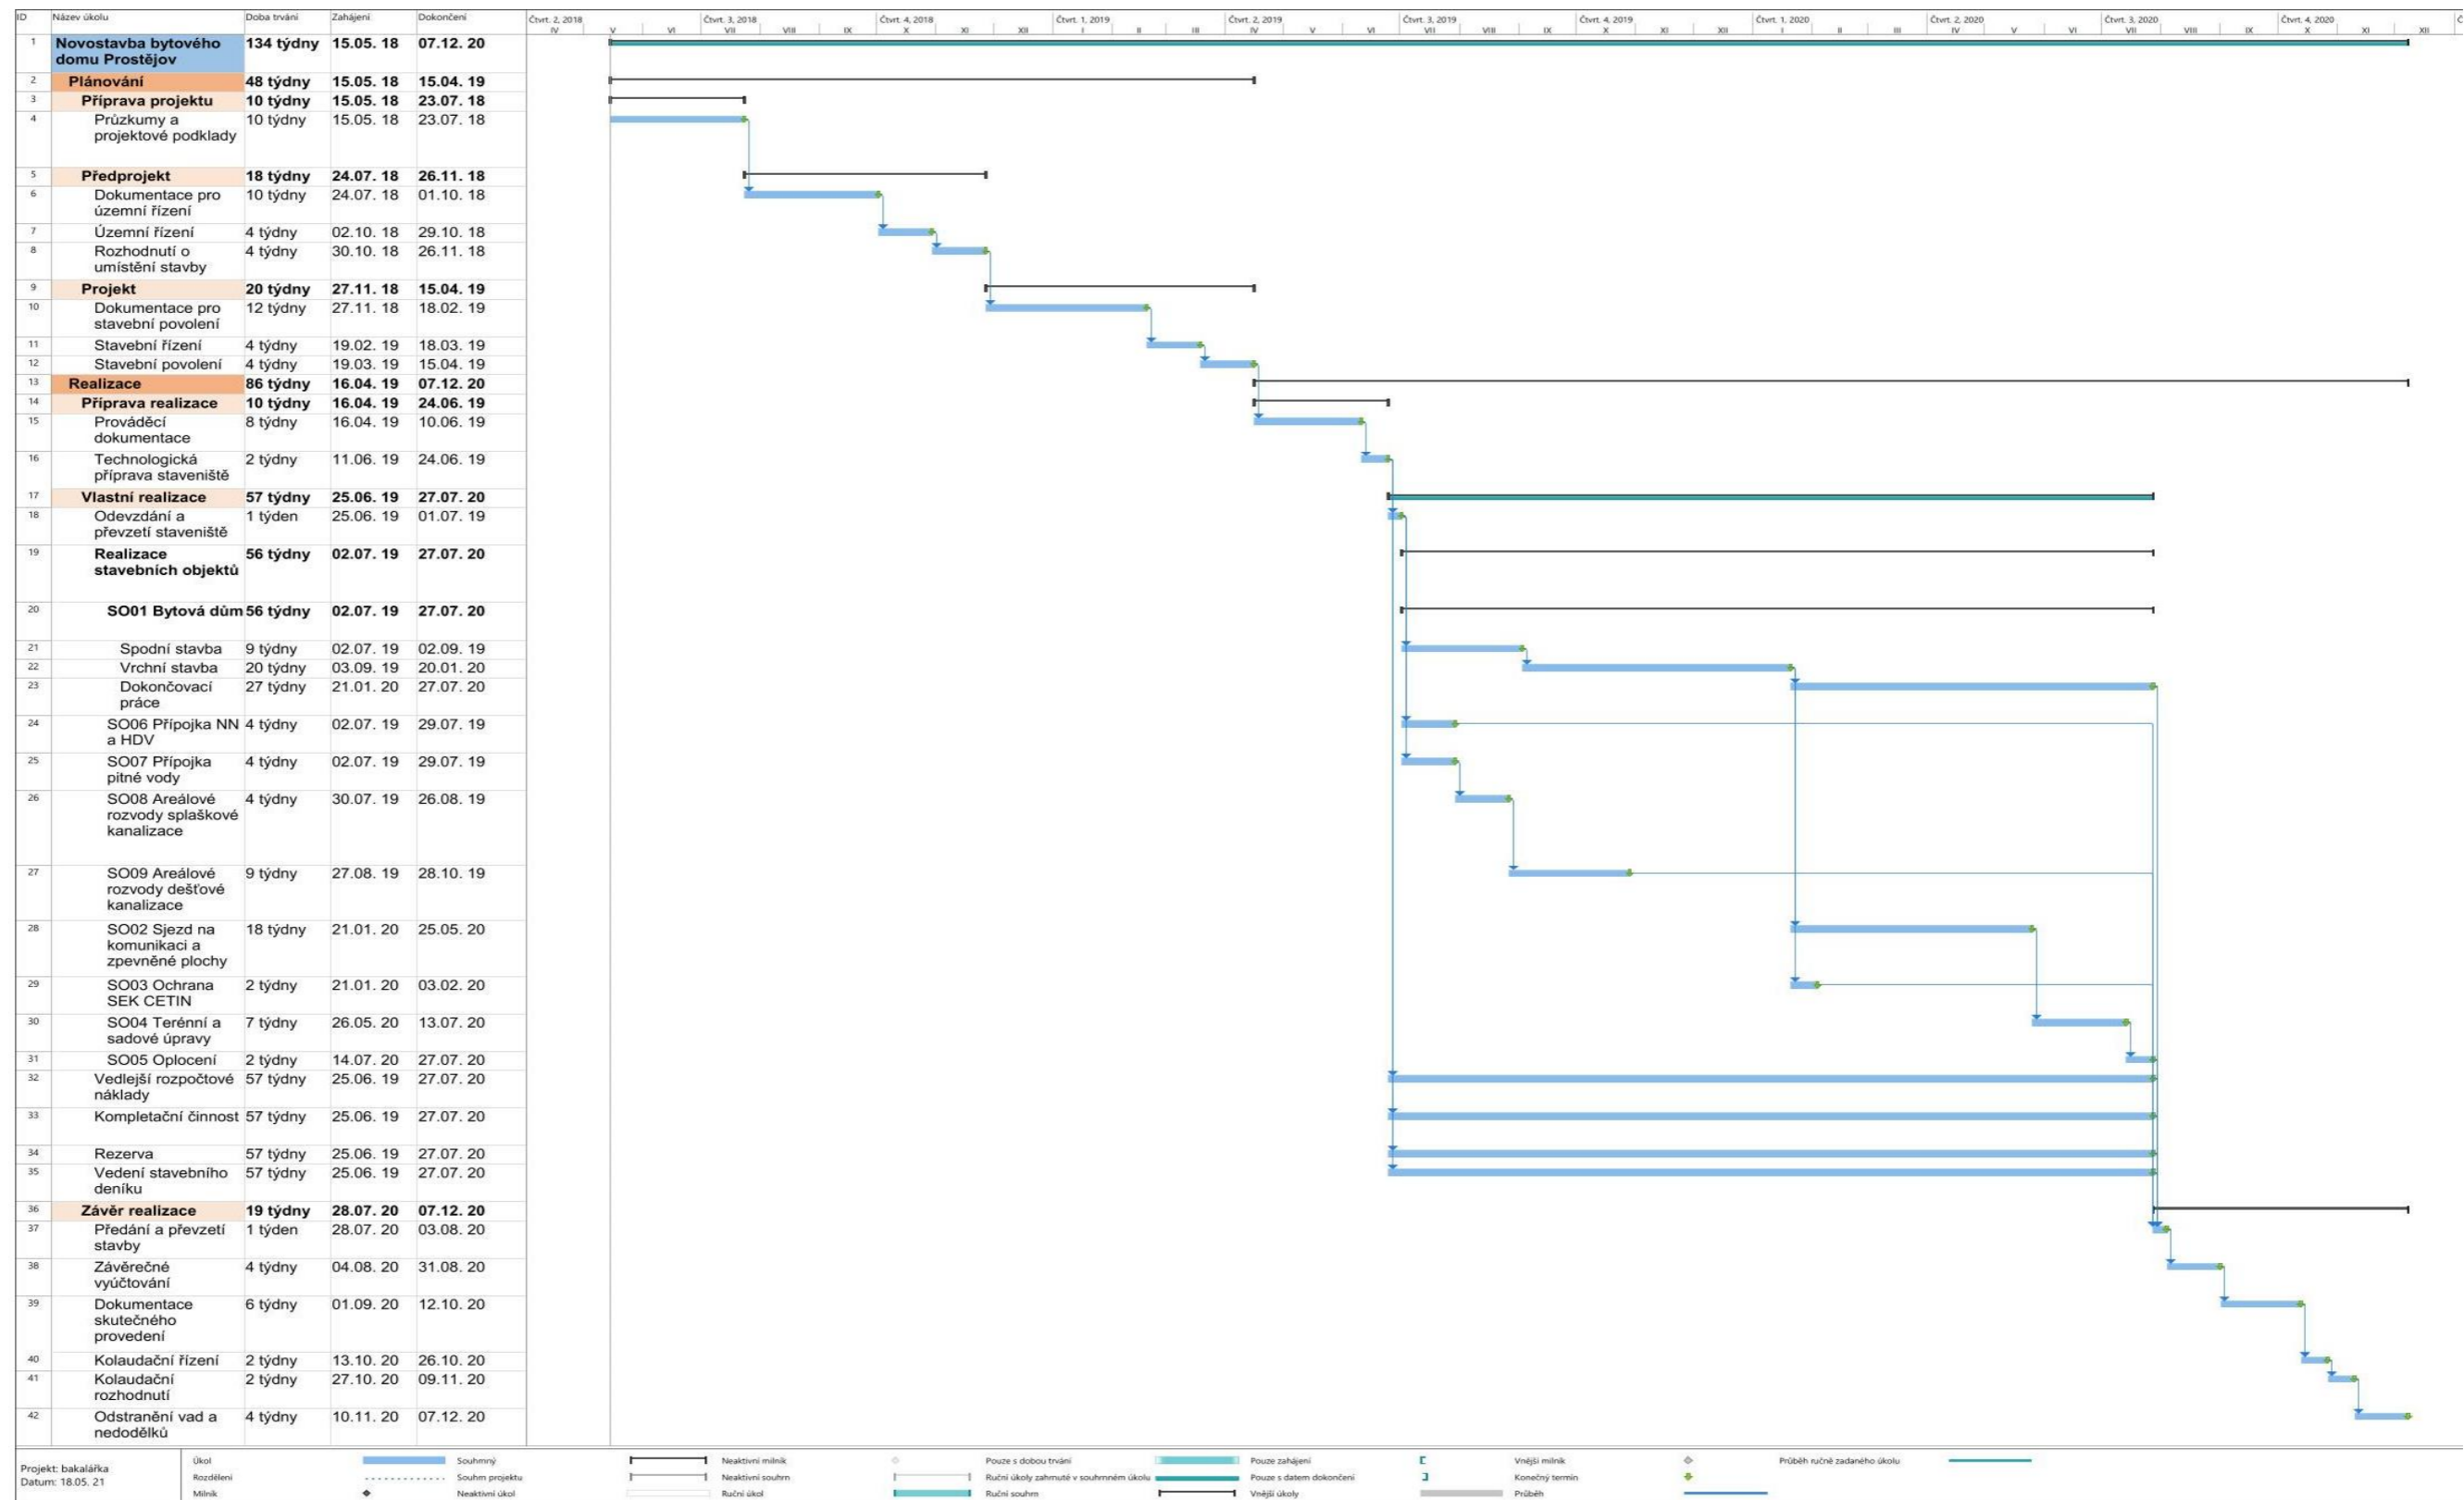 ID Název úkolu Doba trvání Zahájení Dokončení Čtvrt. 2, 2018 Čtvrt. 3, 2018 Čtvrt. 4, 2018 Čtvrt. 1, 2019 Čtvrt. 2, 2019 Čtvrt. 3, 2019 Čtvrt. 4, 2019 Čtvrt. 1, 2020 Čtvrt. 2, 2020 Čtvrt. 3, 2020 Čtvrt. 4, 2020
IV V VI VII VIII IX X XI XII I II III IV V VI VII VIII IX X XI XII I II III IV V VI VII VIII IX X XI XII
1 Novostavba bytového 134 týdny 15.05. 18 07.12. 20
domu Prostějov
2 Plánování 48 týdny 15.05. 18 15.04. 19
3 Příprava projektu 10 týdny 15.05. 18 23.07. 18
4 Průzkumy a 10 týdny 15.05. 18 23.07. 18
projektové podklady
5 Předprojekt 18 týdny 24.07. 18 26.11. 18
6 Dokumentace pro 10 týdny 24.07. 18 01.10. 18
územní řízení
7 Územní řízení 4 týdny 02.10. 18 29.10. 18
8 Rozhodnutí o 4 týdny 30.10. 18 26.11. 18
umístění stavby
9 Projekt 20 týdny 27.11. 18 15.04. 19
10 Dokumentace pro 12 týdny 27.11. 18 18.02. 19
stavební povolení
11 Stavební řízení 4 týdny 19.02. 19 18.03. 19
12 Stavební povolení 4 týdny 19.03. 19 15.04. 19
13 Realizace 86 týdny 16.04. 19 07.12. 20
14 Příprava realizace 10 týdny 16.04. 19 24.06. 19
15 Prováděcí 8 týdny 16.04. 19 10.06. 19
dokumentace
16 Technologická 2 týdny 11.06. 19 24.06. 19
příprava staveniště
17 Vlastní realizace 57 týdny 25.06. 19 27.07. 20
18 Odevzdání a 1 týden 25.06. 19 01.07. 19
převzetí staveniště
19 Realizace 56 týdny 02.07. 19 27.07. 20
stavebních objektů
20 SO01 Bytová dům 56 týdny 02.07. 19 27.07. 20
21 Spodní stavba 9 týdny 02.07. 19 02.09. 19
22 Vrchní stavba 20 týdny 03.09. 19 20.01. 20
23 Dokončovací 27 týdny 21.01. 20 27.07. 20
práce
24 SO06 Přípojka NN 4 týdny 02.07. 19 29.07. 19
a HDV
25 SO07 Přípojka 4 týdny 02.07. 19 29.07. 19
pitné vody
26 SO08 Areálové 4 týdny 30.07. 19 26.08. 19
rozvody splaškové
kanalizace
27 SO09 Areálové 9 týdny 27.08. 19 28.10. 19
rozvody dešťové
kanalizace
28 SO02 Sjezd na 18 týdny 21.01. 20 25.05. 20
komunikaci a
zpevněné plochy
29 SO03 Ochrana 2 týdny 21.01. 20 03.02. 20
SEK CETIN
30 SO04 Terénní a 7 týdny 26.05. 20 13.07. 20
sadové úpravy
31 SO05 Oplocení 2 týdny 14.07. 20 27.07. 20
32 Vedlejší rozpočtové 57 týdny 25.06. 19 27.07. 20
náklady
33 Kompletační činnost 57 týdny 25.06. 19 27.07. 20
34 Rezerva 57 týdny 25.06. 19 27.07. 20
35 Vedení stavebního 57 týdny 25.06. 19 27.07. 20
deníku
36 Závěr realizace 19 týdny 28.07. 20 07.12. 20
37 Předání a převzetí 1 týden 28.07. 20 03.08. 20
stavby
38 Závěrečné 4 týdny 04.08. 20 31.08. 20
vyúčtování
39 Dokumentace 6 týdny 01.09. 20 12.10. 20
skutečného
provedení
40 Kolaudační řízení 2 týdny 13.10. 20 26.10. 20
41 Kolaudační 2 týdny 27.10. 20 09.11. 20
rozhodnutí
42 Odstranění vad a 4 týdny 10.11. 20 07.12. 20
nedodělků
Projekt: bakalářka
Datum: 18.05. 21
Úkol Souhrnný Neaktivní milník Pouze s dobou trvání Pouze zahájení Vnější milník Průběh ručně zadaného úkolu
Rozdělení Souhrn projektu Neaktivní souhrn Ruční úkoly zahrnuté v souhrnném úkolu Pouze s datem dokončení Konečný termín
Milník Neaktivní úkol Ruční úkol Ruční souhrn Vnější úkoly Průběh